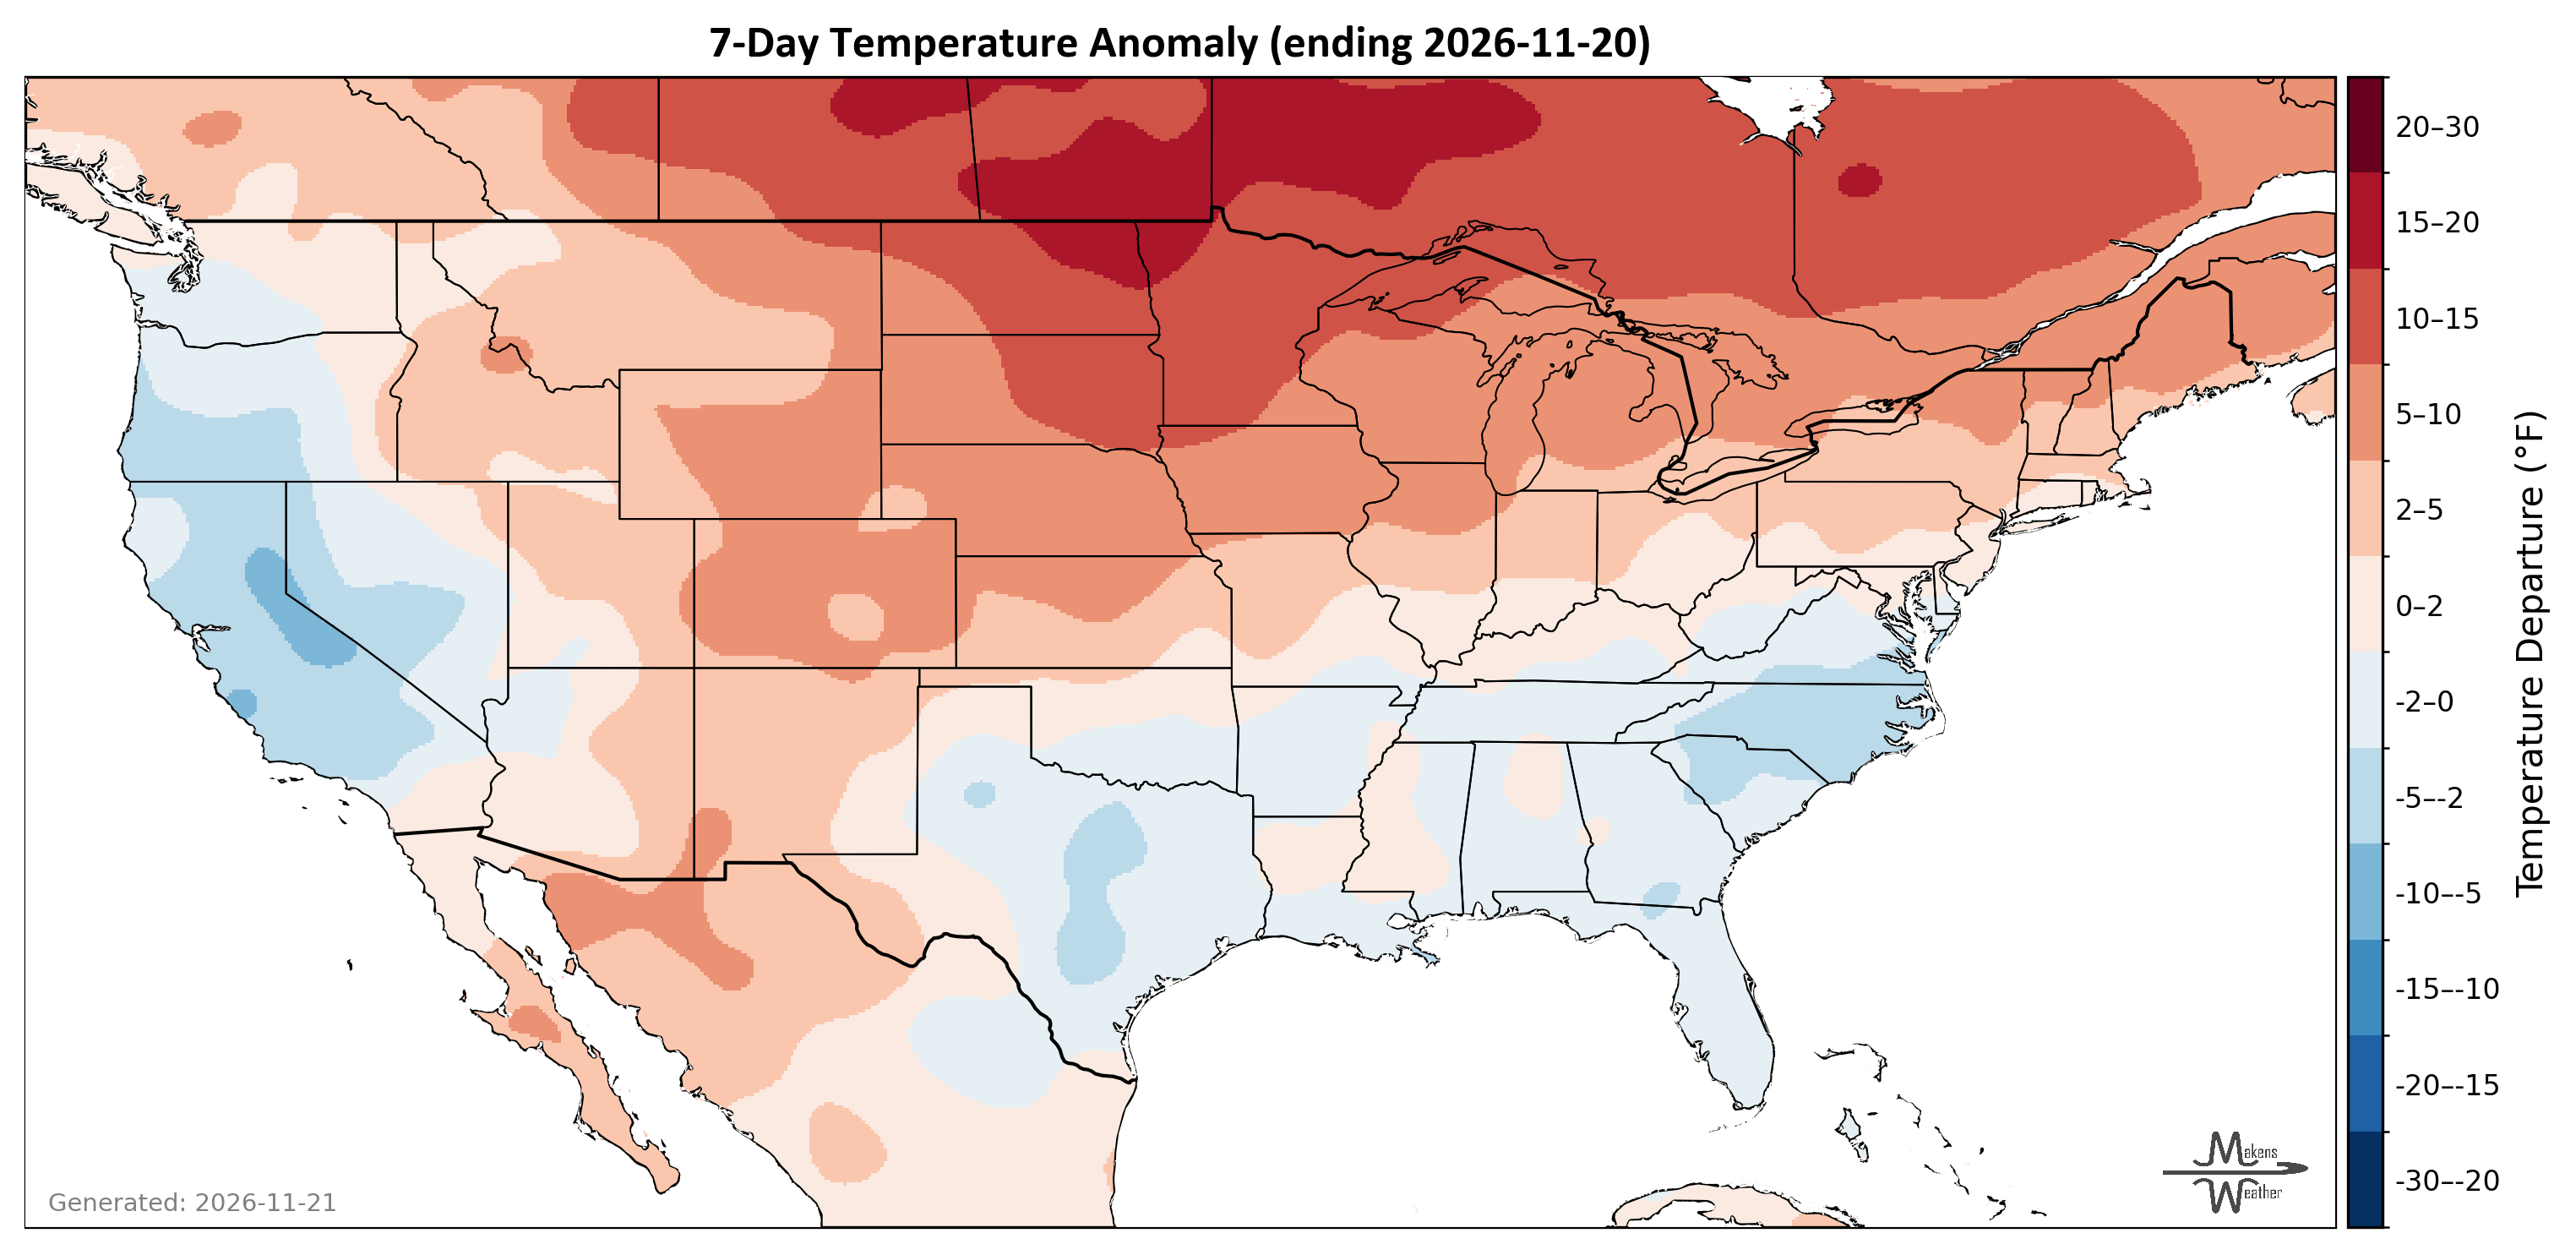 7-Day Temperature Anomaly (ending 2026-11-20)
20–30
15–20
10–15
5–10
2–5
0–2
-2–0
-5–-2
-10–-5
-15–-10
-20–-15
-30–-20
Temperature Departure (°F)
Generated: 2026-11-21
Makens
Weather